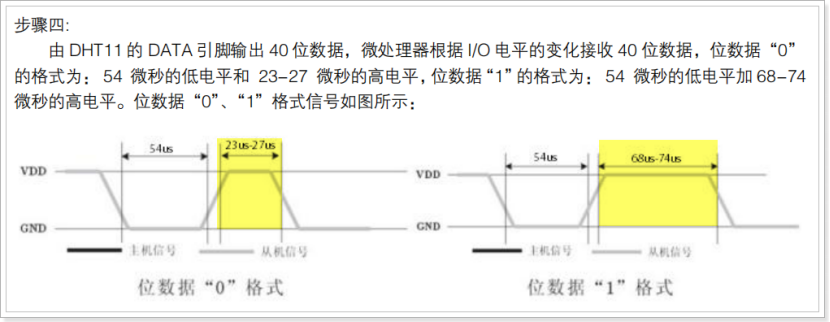 步骤四：
由 DHT11 的 DATA 引脚输出 40 位数据，微处理器根据 I/O 电平的变化接收 40 位数据，位数据“0”
的格式为： 54 微秒的低电平和 23-27 微秒的高电平，位数据“1”的格式为： 54 微秒的低电平加 68-74
微秒的高电平。位数据“0”、“1”格式信号如图所示：
54us 23us-27us
VDD
GND
主机信号 从机信号
位数据“0”格式
54us 68us-74us
VDD
GND
主机信号 从机信号
位数据“1”格式